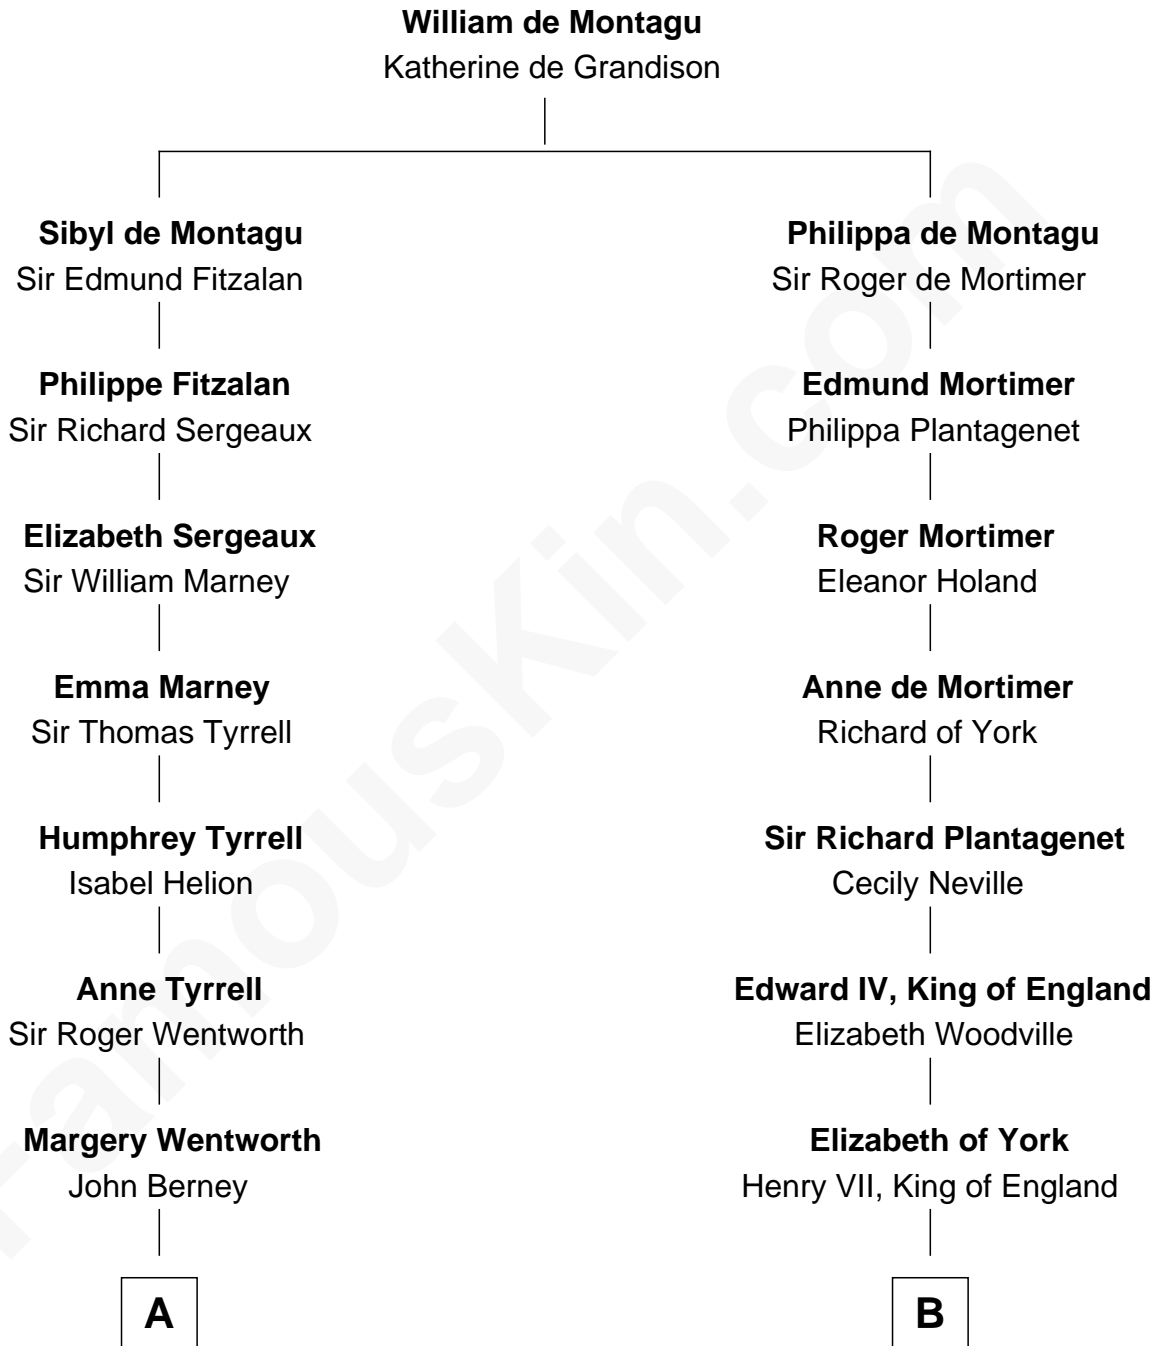 William de Montagu
Katherine de Grandison
Sibyl de Montagu
Sir Edmund Fitzalan
Philippa de Montagu
Sir Roger de Mortimer
Philippe Fitzalan
Sir Richard Sergeaux
Edmund Mortimer
Philippa Plantagenet
Elizabeth Sergeaux
Sir William Marney
Roger Mortimer
Eleanor Holand
Emma Marney
Sir Thomas Tyrrell
Anne de Mortimer
Richard of York
Humphrey Tyrrell
Isabel Helion
Sir Richard Plantagenet
Cecily Neville
Anne Tyrrell
Sir Roger Wentworth
Edward IV, King of England
Elizabeth Woodville
Margery Wentworth
John Berney
Elizabeth of York
Henry VII, King of England
A
B
FamousKin.com